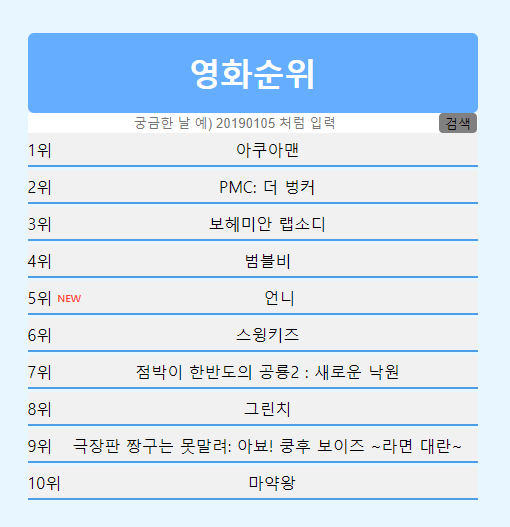 영화순위
궁금한 날 예) 20190105 처럼 입력 검색
1위 아쿠아맨
2위 PMC: 더 벙커
3위 보헤미안 랩소디
4위 범블비
5위 NEW 언니
6위 스윙키즈
7위 점박이 한반도의 공룡2 : 새로운 낙원
8위 그린치
9위 극장판 짱구는 못말려: 아뵤! 쿵후 보이즈 ~라면 대란~
10위 마약왕